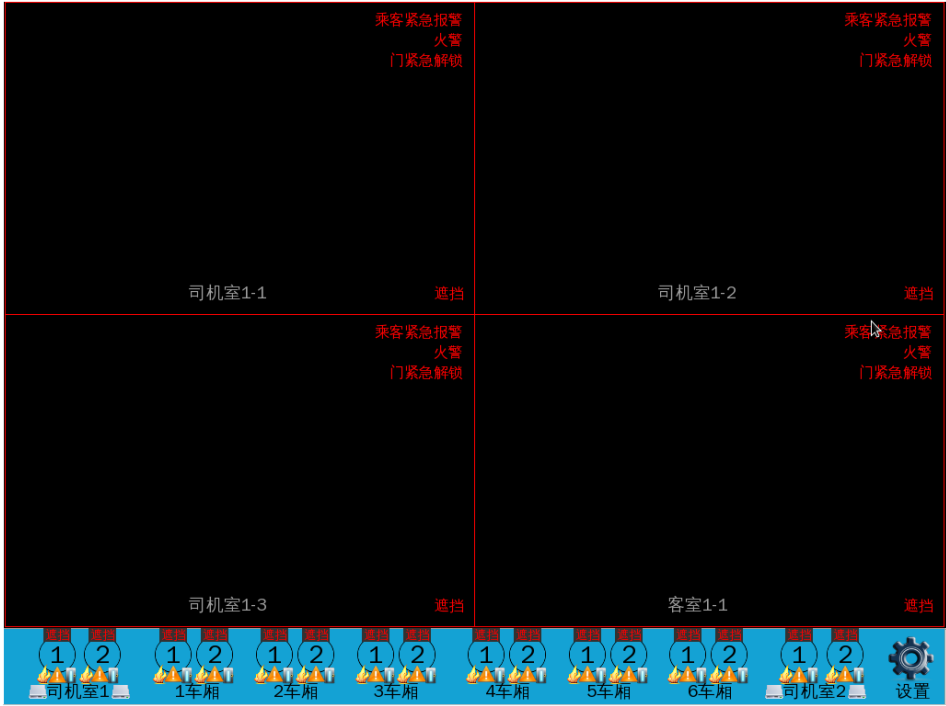 乘客紧急报警
火警
门紧急解锁
司机室1-1
遮挡
乘客紧急报警
火警
门紧急解锁
司机室1-2
遮挡
乘客紧急报警
火警
门紧急解锁
司机室1-3
遮挡
乘客紧急报警
火警
门紧急解锁
客室1-1
遮挡
遮挡 遮挡 遮挡 遮挡 遮挡 遮挡 遮挡 遮挡 遮挡 遮挡 遮挡 遮挡 遮挡 遮挡 遮挡 遮挡
1 2 1 2 1 2 1 2 1 2 1 2 1 2 1 2
司机室1 1车厢 2车厢 3车厢 4车厢 5车厢 6车厢 司机室2 设置